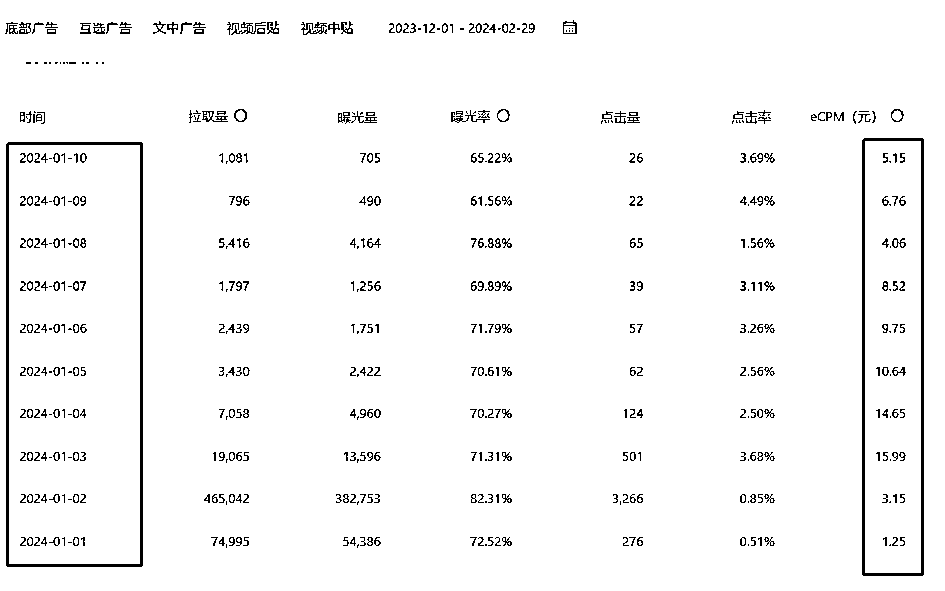 底部广告 互选广告 文中广告 视频后贴 视频中贴 2023-12-01 - 2024-02-29
时间 拉取量 曝光量 曝光率 点击量 点击率 eCPM（元）
2024-01-10 1,081 705 65.22% 26 3.69% 5.15
2024-01-09 796 490 61.56% 22 4.49% 6.76
2024-01-08 5,416 4,164 76.88% 65 1.56% 4.06
2024-01-07 1,797 1,256 69.89% 39 3.11% 8.52
2024-01-06 2,439 1,751 71.79% 57 3.26% 9.75
2024-01-05 3,430 2,422 70.61% 62 2.56% 10.64
2024-01-04 7,058 4,960 70.27% 124 2.50% 14.65
2024-01-03 19,065 13,596 71.31% 501 3.68% 15.99
2024-01-02 465,042 382,753 82.31% 3,266 0.85% 3.15
2024-01-01 74,995 54,386 72.52% 276 0.51% 1.25